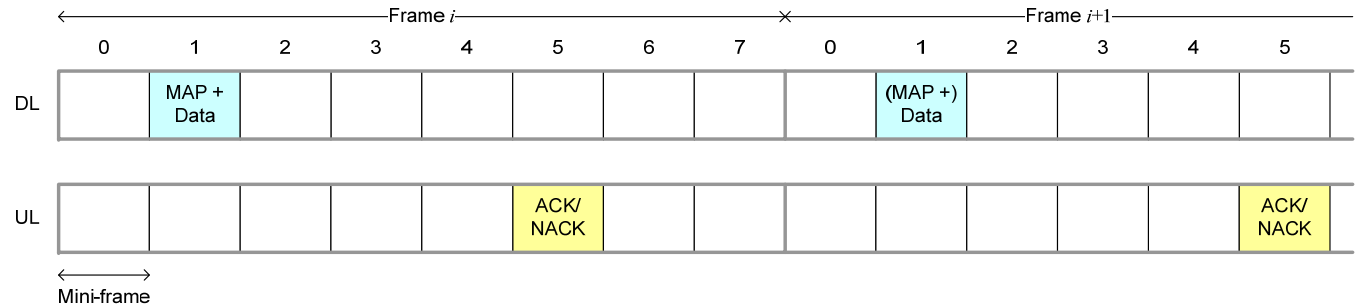 Frame i Frame i+1
0 1 2 3 4 5 6 7 0 1 2 3 4 5
DL
MAP +
Data
(MAP +)
Data
UL
ACK/
NACK
ACK/
NACK
Mini-frame